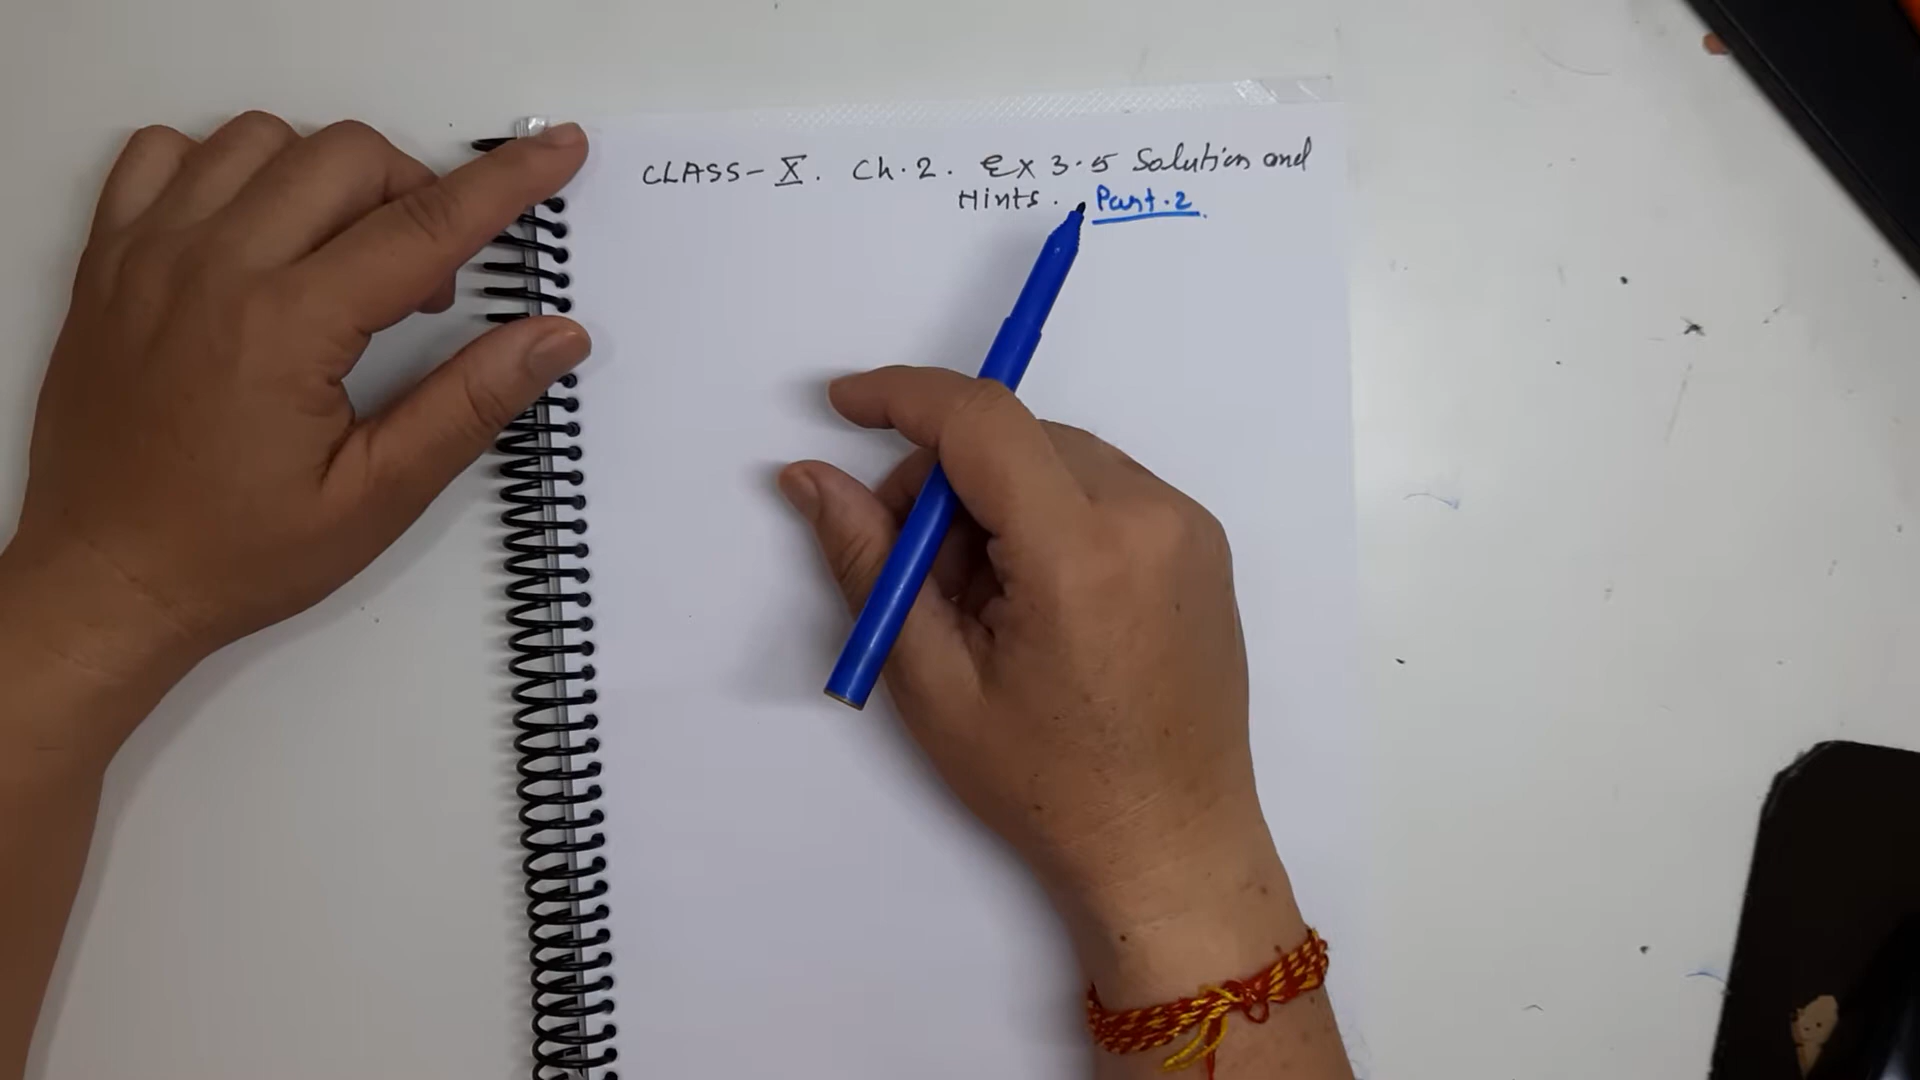 CLASS-X. Ch.2. Ex 3.5 Solution and
Hints. Part.2.